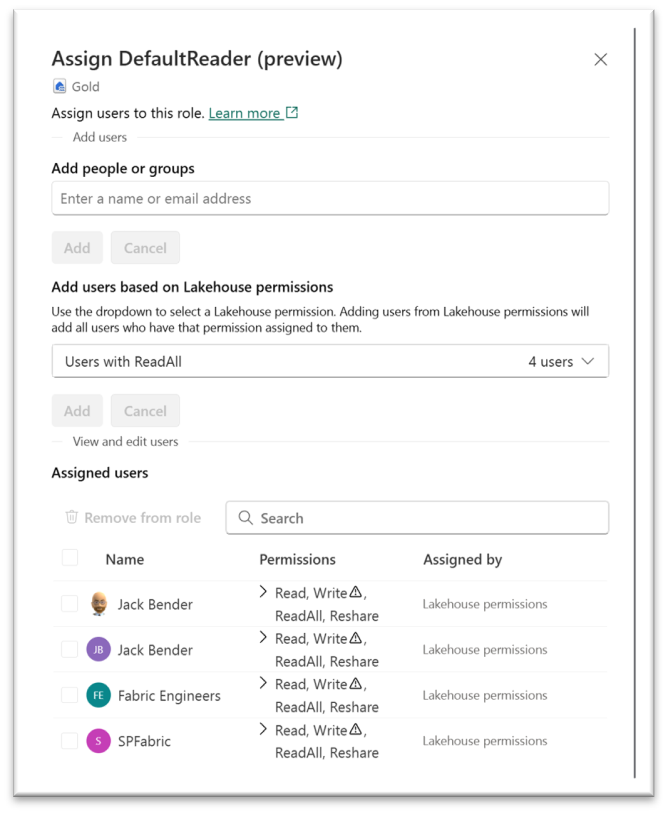 Assign DefaultReader (preview)
Gold
Assign users to this role. Learn more
Add users
Add people or groups
Enter a name or email address
Add Cancel
Add users based on Lakehouse permissions
Use the dropdown to select a Lakehouse permission. Adding users from Lakehouse permissions will
add all users who have that permission assigned to them.
Users with ReadAll 4 users
Add Cancel
View and edit users
Assigned users
Remove from role Search
Name Permissions Assigned by
Jack Bender Read, Write, Lakehouse permissions
ReadAll, Reshare
JB Jack Bender Read, Write, Lakehouse permissions
ReadAll, Reshare
FE Fabric Engineers Read, Write, Lakehouse permissions
ReadAll, Reshare
S SPFabric Read, Write, Lakehouse permissions
ReadAll, Reshare